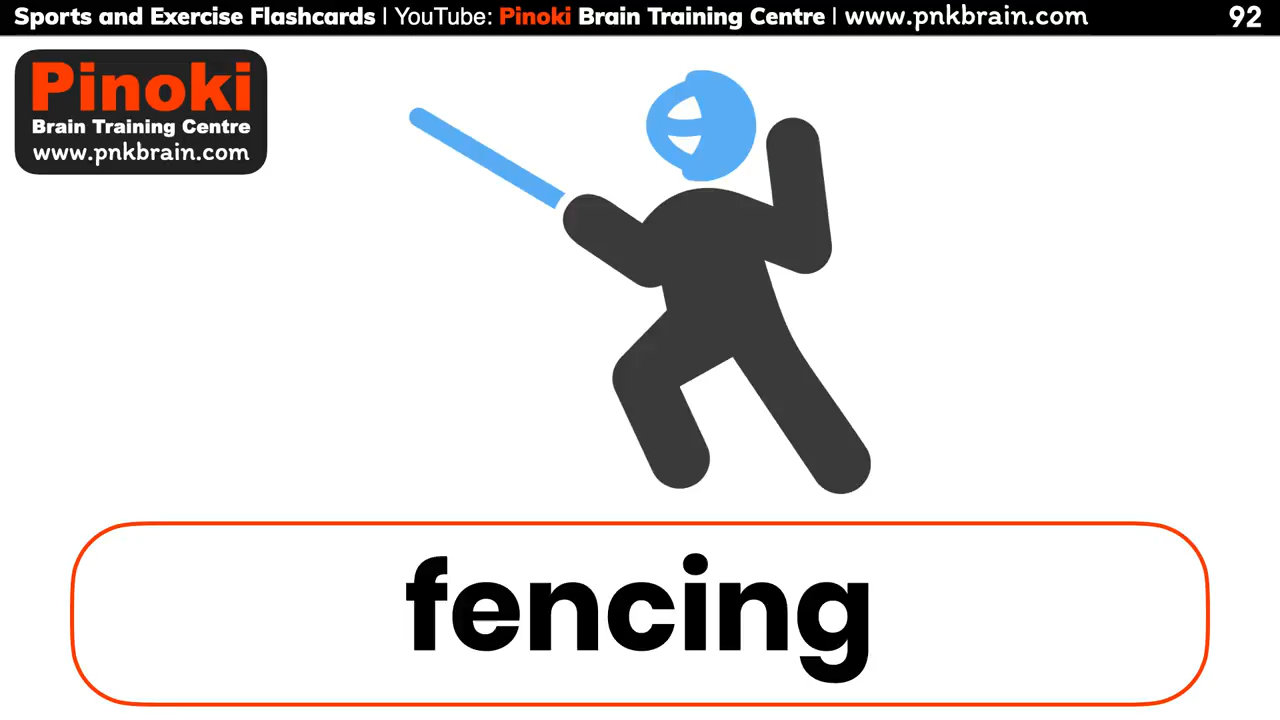 Sports and Exercise Flashcards | YouTube: Pinoki Brain Training Centre | www.pnkbrain.com 92
Pinoki
Brain Training Centre
www.pnkbrain.com
fencing